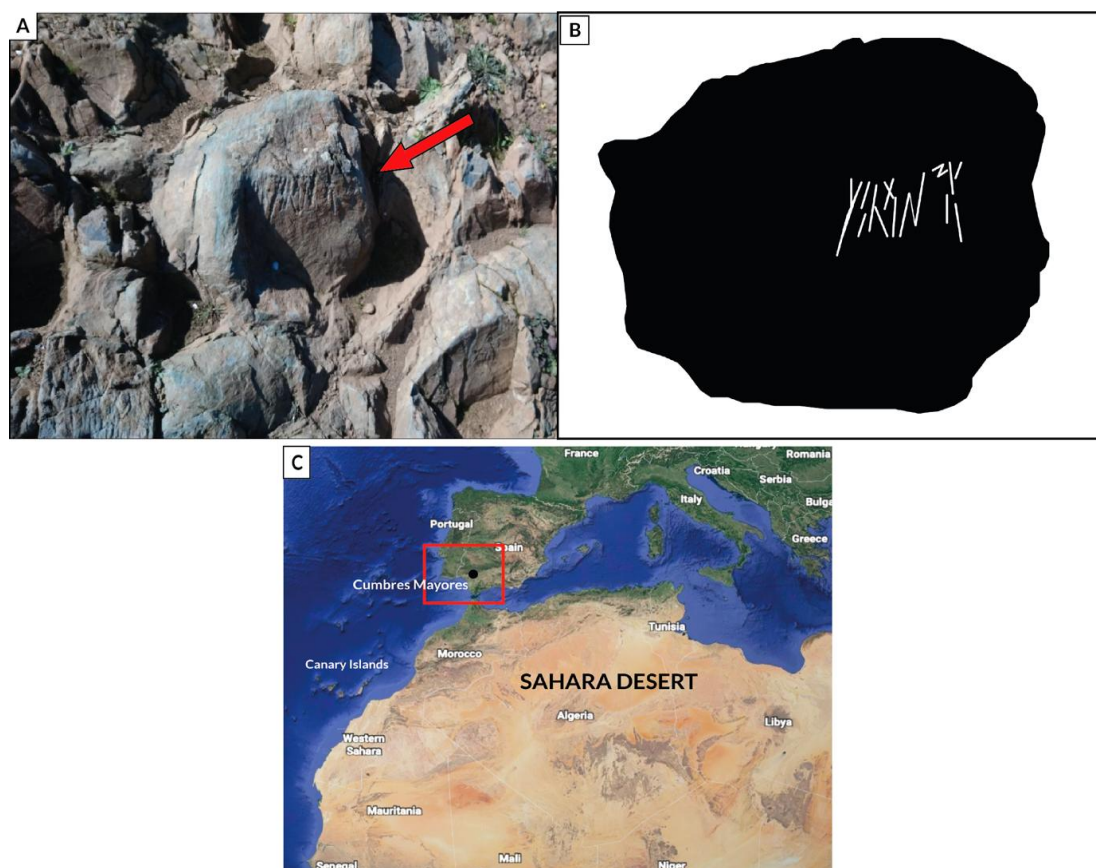 A
B
C
France
Croatia
Romania
Serbia
Italy
Bulga
Portugal
Spain
Greece
Cumbres Mayores
Tunisia
Morocco
Canary Islands
SAHARA DESERT
Algeria
Libya
Western
Sahara
Mauritania
Mali
Niger
Senegal